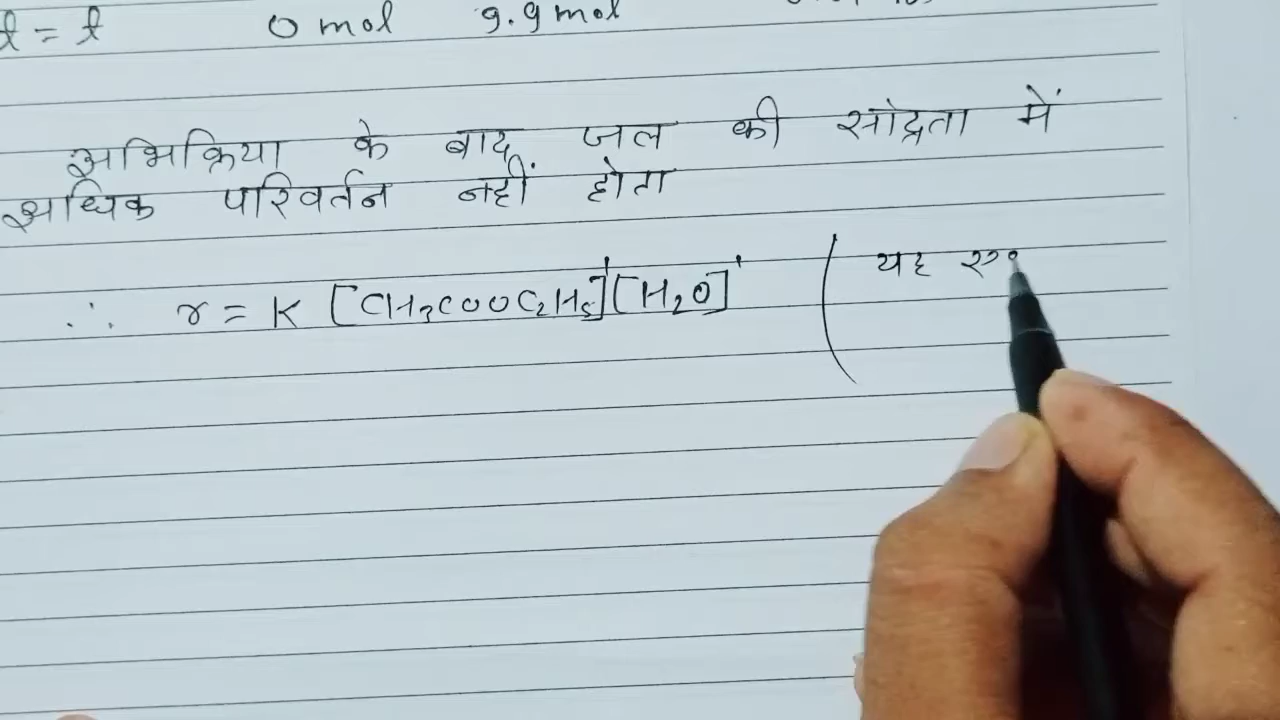 t = t 0 mol 9.9 mol
अभिक्रिया के बाद जल की सांद्रता में
अधिक परिवर्तन नहीं होता
∴ r = K [CH₃COOC₂H₅]¹[H₂O]¹ ( यह